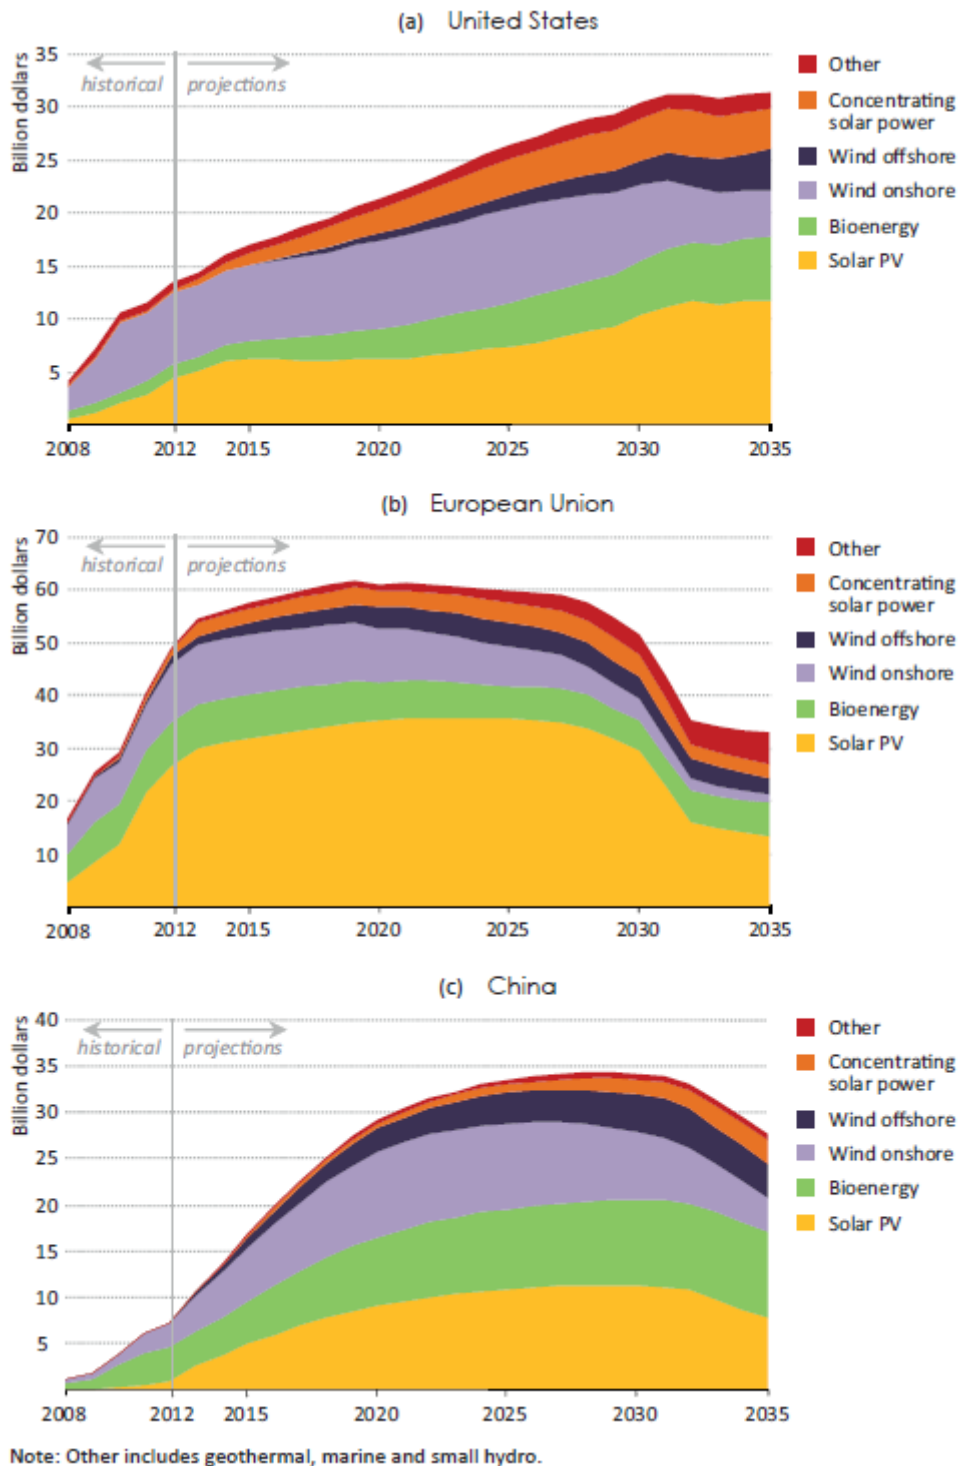 (a) United States
Billion dollars
35
30
25
20
15
10
5
historical
projections
2008 2012 2015 2020 2025 2030 2035
Other
Concentrating
solar power
Wind offshore
Wind onshore
Bioenergy
Solar PV
(b) European Union
Billion dollars
70
60
50
40
30
20
10
historical
projections
2008 2012 2015 2020 2025 2030 2035
Other
Concentrating
solar power
Wind offshore
Wind onshore
Bioenergy
Solar PV
(c) China
Billion dollars
40
35
30
25
20
15
10
5
historical
projections
2008 2012 2015 2020 2025 2030 2035
Other
Concentrating
solar power
Wind offshore
Wind onshore
Bioenergy
Solar PV
Note: Other includes geothermal, marine and small hydro.